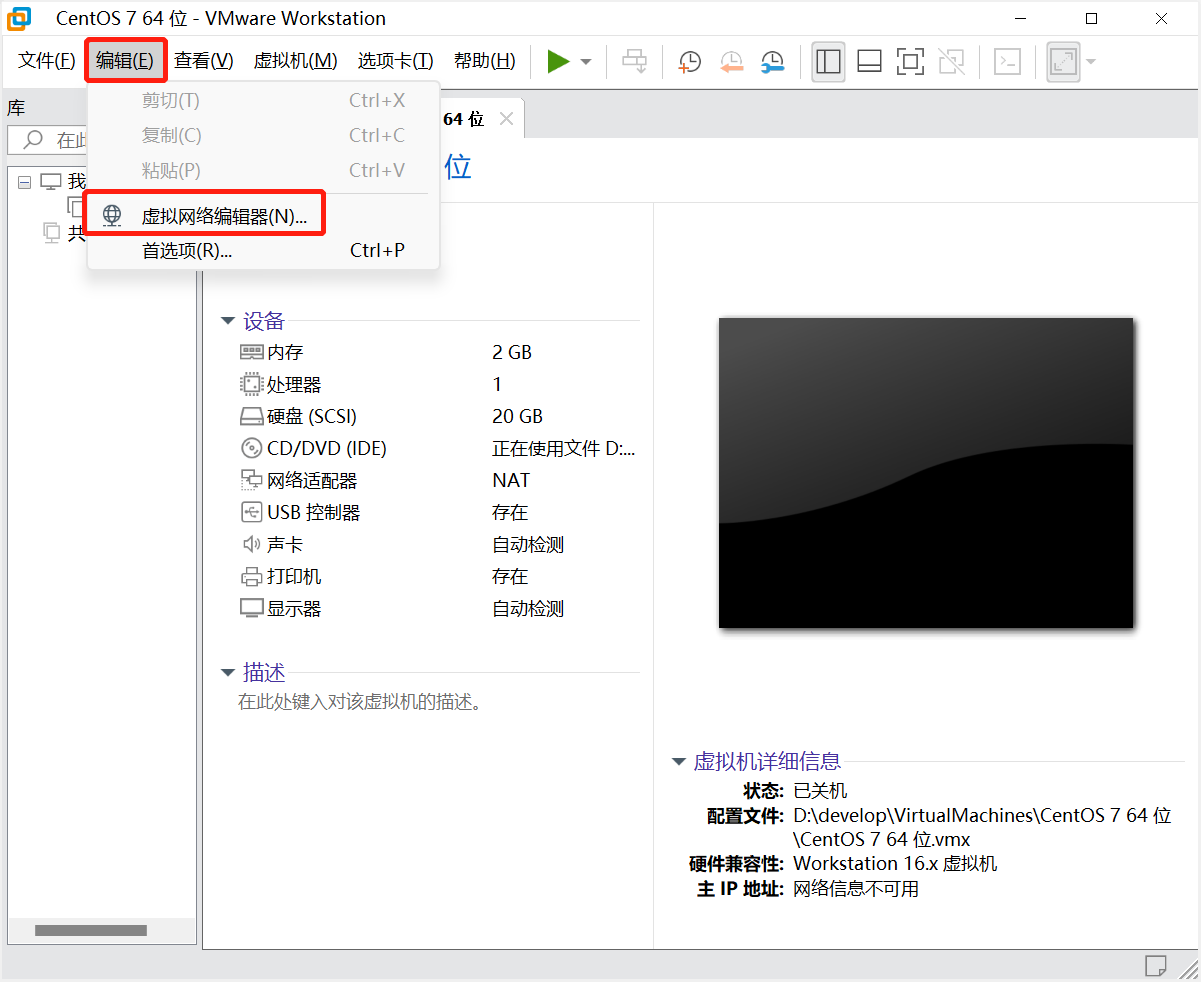 CentOS 7 64 位 - VMware Workstation
文件(F) 编辑(E) 查看(V) 虚拟机(M) 选项卡(T) 帮助(H)
剪切(T) Ctrl+X
复制(C) Ctrl+C
粘贴(P) Ctrl+V
虚拟网络编辑器(N)...
首选项(R)... Ctrl+P
库
在此
我
共
64 位
位
设备
内存 2 GB
处理器 1
硬盘 (SCSI) 20 GB
CD/DVD (IDE) 正在使用文件 D:...
网络适配器 NAT
USB 控制器 存在
声卡 自动检测
打印机 存在
显示器 自动检测
描述
在此处键入对该虚拟机的描述。
虚拟机详细信息
状态: 已关机
配置文件: D:\develop\VirtualMachines\CentOS 7 64 位
\CentOS 7 64 位.vmx
硬件兼容性: Workstation 16.x 虚拟机
主 IP 地址: 网络信息不可用